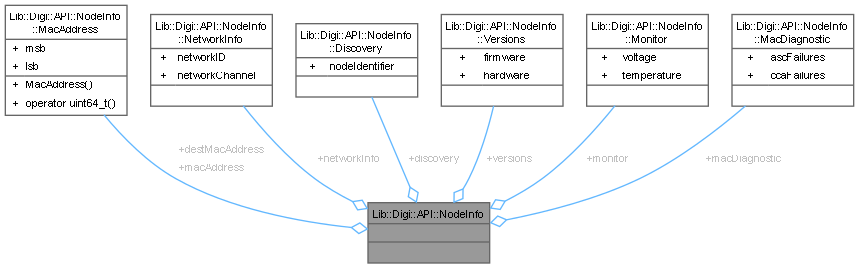 Lib::Digi::API::NodeInfo
::MacAddress
+ msb
+ lsb
+ MacAddress()
+ operator uint64_t()
Lib::Digi::API::NodeInfo
::NetworkInfo
+ networkID
+ networkChannel
Lib::Digi::API::NodeInfo
::Discovery
+ nodeIdentifier
Lib::Digi::API::NodeInfo
::Versions
+ firmware
+ hardware
Lib::Digi::API::NodeInfo
::Monitor
+ voltage
+ temperature
Lib::Digi::API::NodeInfo
::MacDiagnostic
+ ascFailures
+ ccaFailures
+destMacAddress
+macAddress
+networkInfo
+discovery
+versions
+monitor
+macDiagnostic
Lib::Digi::API::NodeInfo